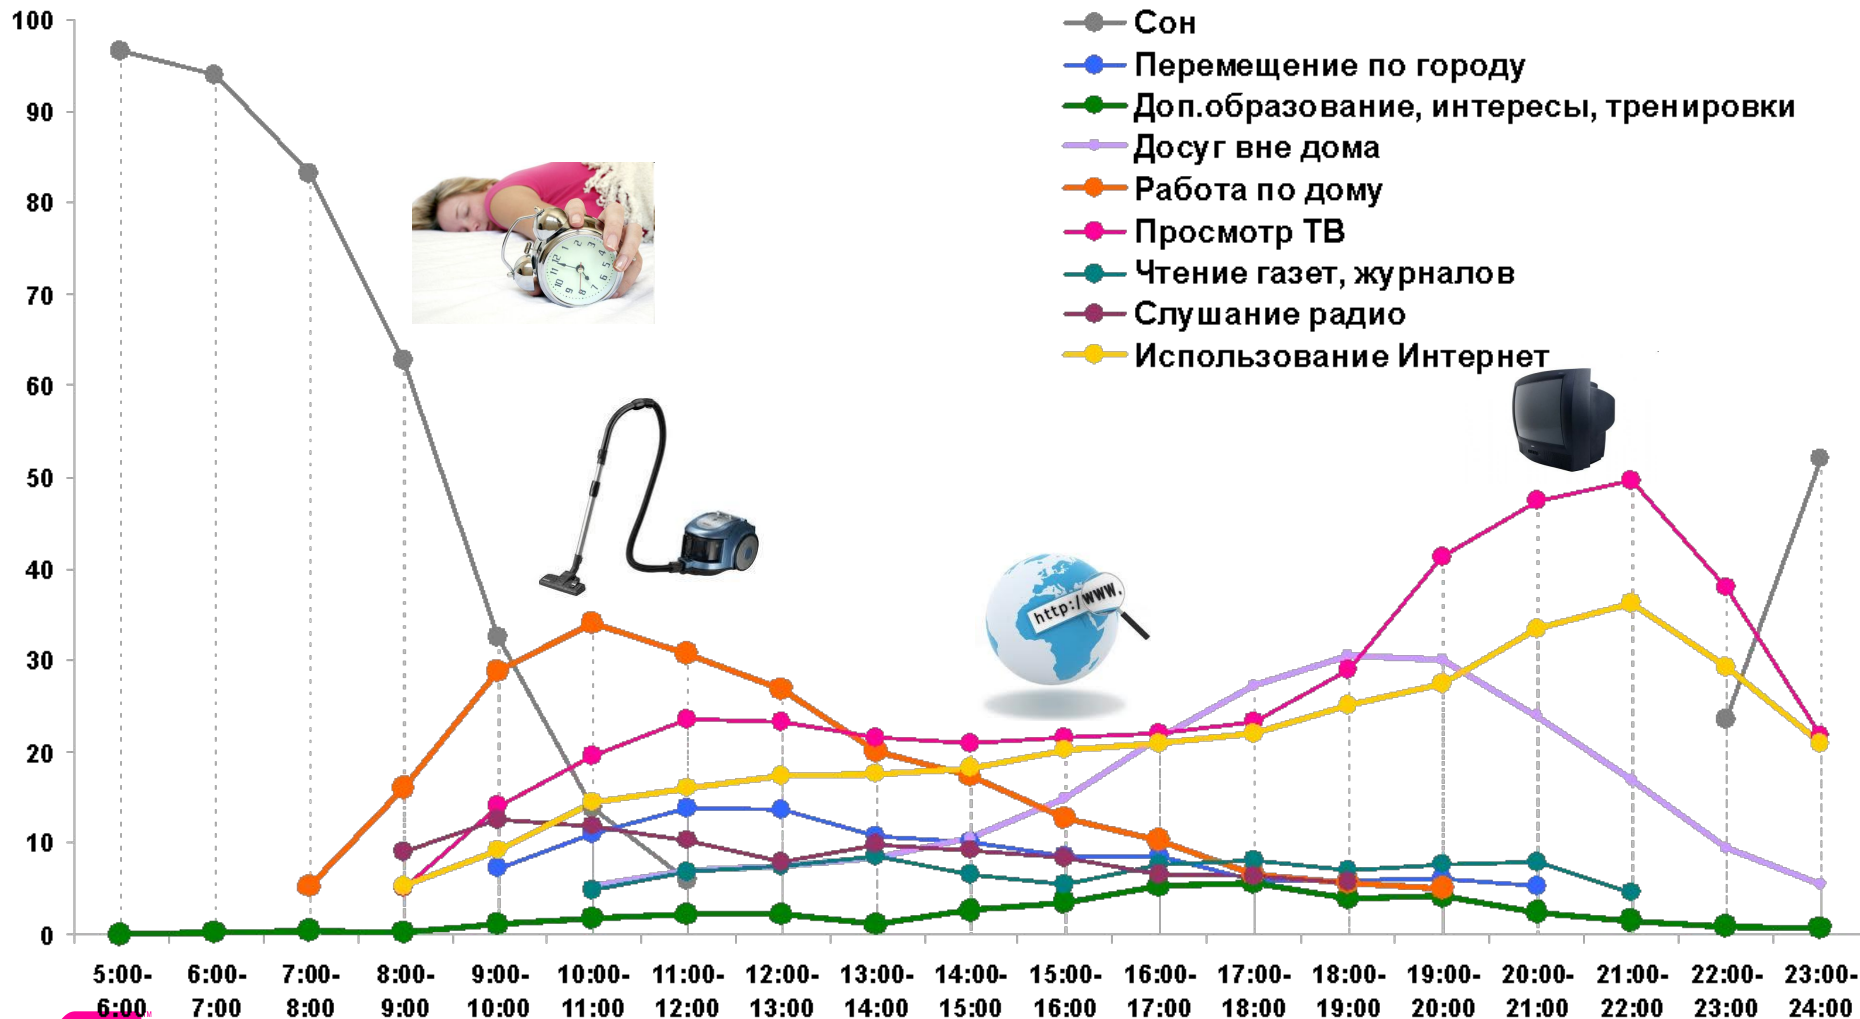 100
90
80
70
60
50
40
30
20
10
0
Сон
Перемещение по городу
Доп.образование, интересы, тренировки
Досуг вне дома
Работа по дому
Просмотр ТВ
Чтение газет, журналов
Слушание радио
Использование Интернет
http:/www.
5:00- 6:00- 7:00- 8:00- 9:00- 10:00- 11:00- 12:00- 13:00- 14:00- 15:00- 16:00- 17:00- 18:00- 19:00- 20:00- 21:00- 22:00- 23:00-
6:00 7:00 8:00 9:00 10:00 11:00 12:00 13:00 14:00 15:00 16:00 17:00 18:00 19:00 20:00 21:00 22:00 23:00 24:00